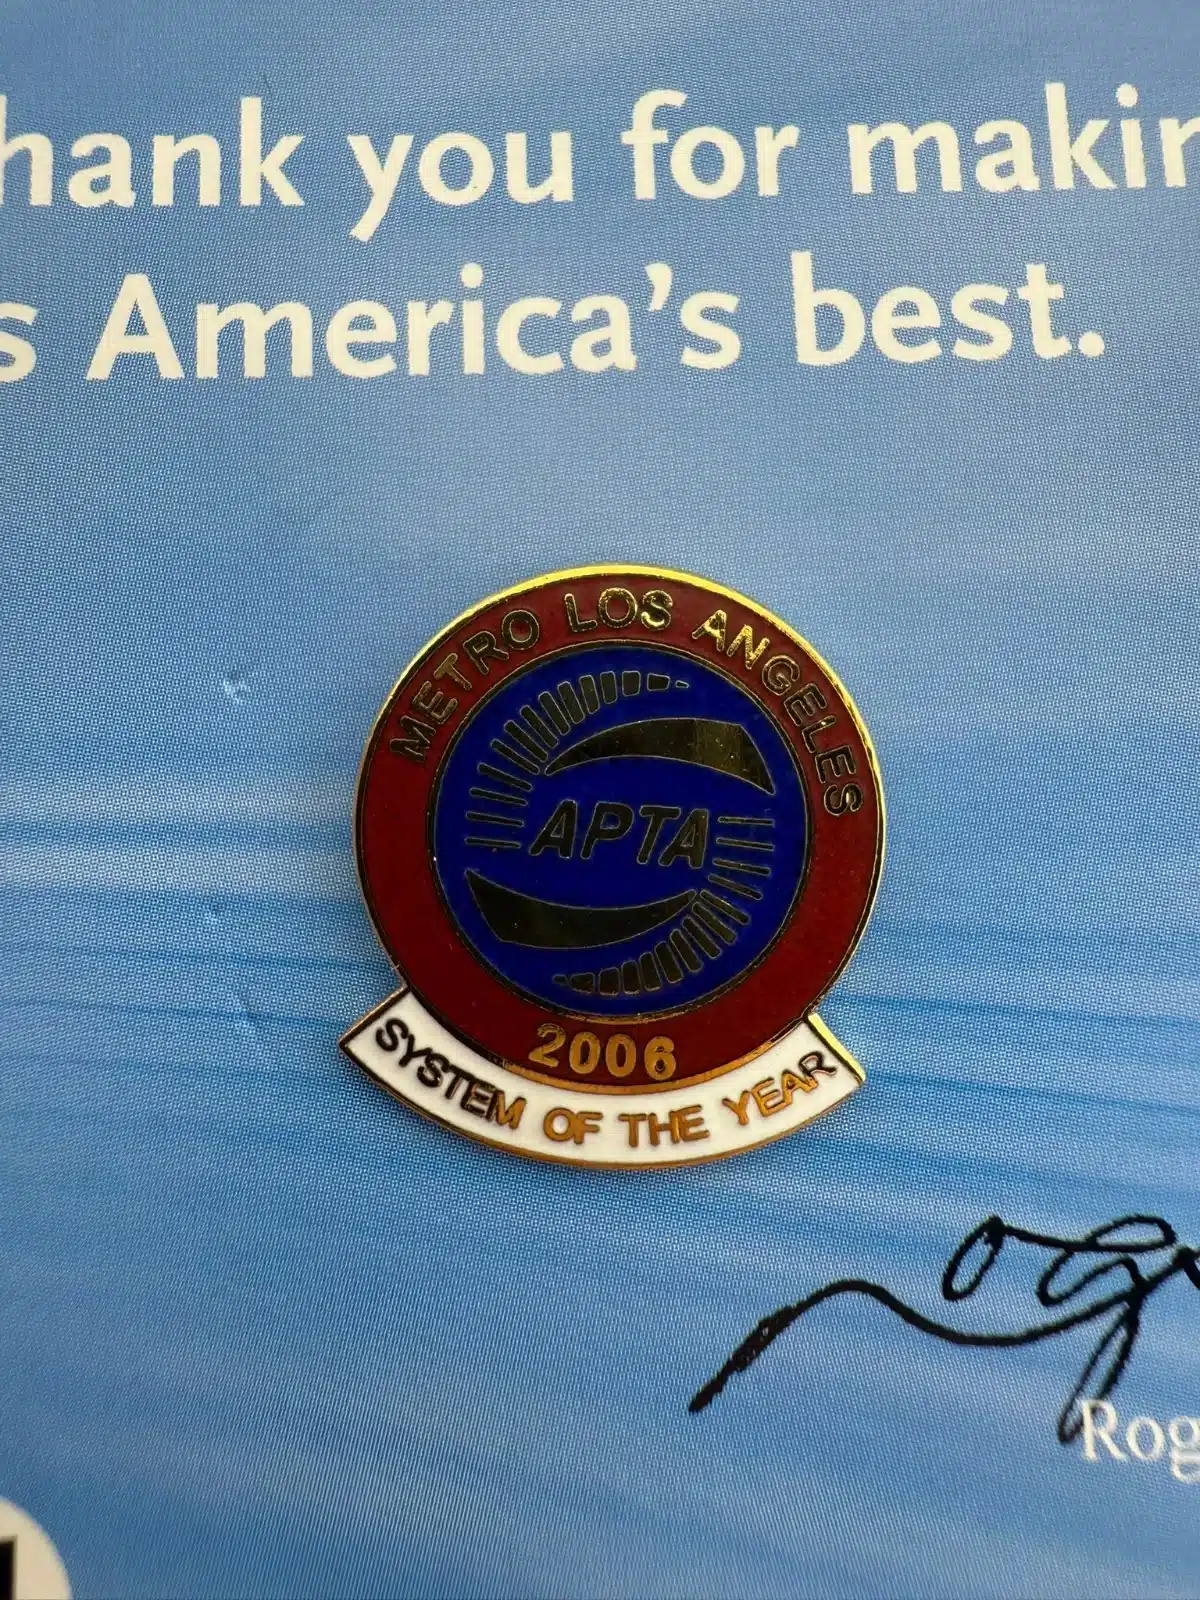 hank you for makin
s America's best.
METRO LOS ANGELES
APTA
2006
SYSTEM OF THE YEAR
Rog